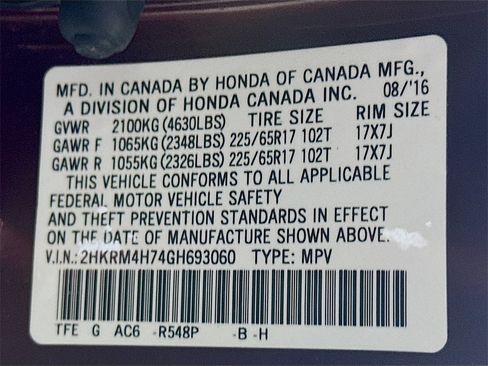 MFD. IN CANADA BY HONDA OF CANADA MFG.,
A DIVISION OF HONDA CANADA INC. 08/'16
GVWR 2100KG (4630LBS) TIRE SIZE RIM SIZE
GAWR F 1065KG (2348LBS) 225/65R17 102T 17X7J
GAWR R 1055KG (2326LBS) 225/65R17 102T 17X7J
THIS VEHICLE CONFORMS TO ALL APPLICABLE
FEDERAL MOTOR VEHICLE SAFETY
AND THEFT PREVENTION STANDARDS IN EFFECT
ON THE DATE OF MANUFACTURE SHOWN ABOVE.
V.I.N.: 2HKRM4H74GH693060 TYPE: MPV
TFE G AC6 -R548P -B -H